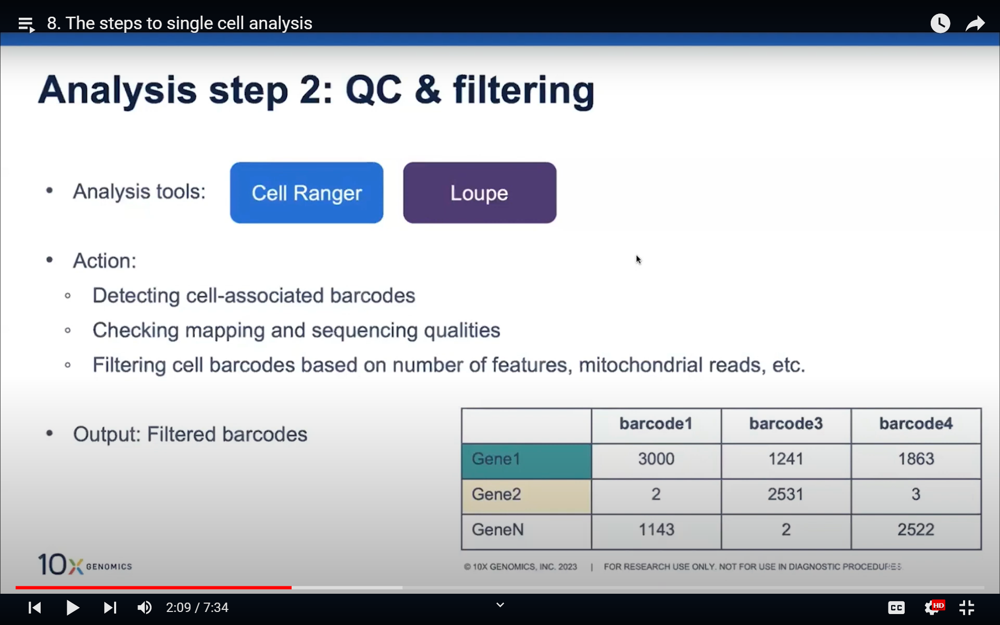 8. The steps to single cell analysis
Analysis step 2: QC & filtering
• Analysis tools: Cell Ranger Loupe
• Action:
◦ Detecting cell-associated barcodes
◦ Checking mapping and sequencing qualities
◦ Filtering cell barcodes based on number of features, mitochondrial reads, etc.
• Output: Filtered barcodes
barcode1 barcode3 barcode4
Gene1 3000 1241 1863
Gene2 2 2531 3
GeneN 1143 2 2522
10x GENOMICS
© 10X GENOMICS, INC. 2023 | FOR RESEARCH USE ONLY. NOT FOR USE IN DIAGNOSTIC PROCEDURES
2:09 / 7:34 CC HD